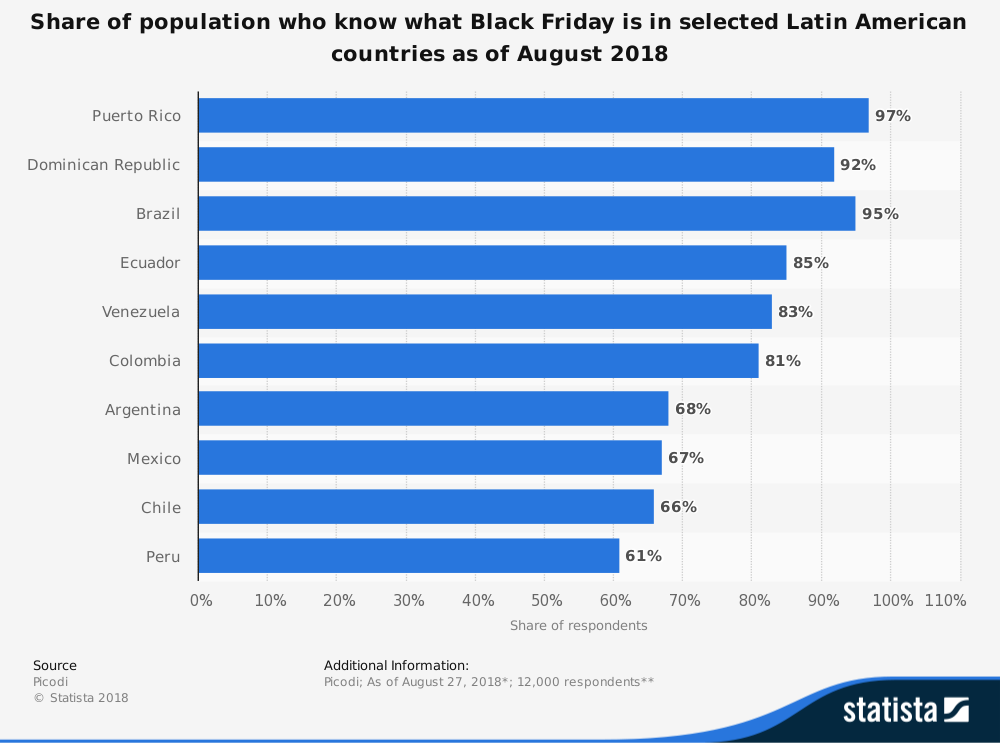 Share of population who know what Black Friday is in selected Latin American
countries as of August 2018
Puerto Rico 97%
Dominican Republic 92%
Brazil 95%
Ecuador 85%
Venezuela 83%
Colombia 81%
Argentina 68%
Mexico 67%
Chile 66%
Peru 61%
0% 10% 20% 30% 40% 50% 60% 70% 80% 90% 100% 110%
Share of respondents
Source
Picodi
© Statista 2018
Additional Information:
Picodi; As of August 27, 2018*; 12,000 respondents**
statista